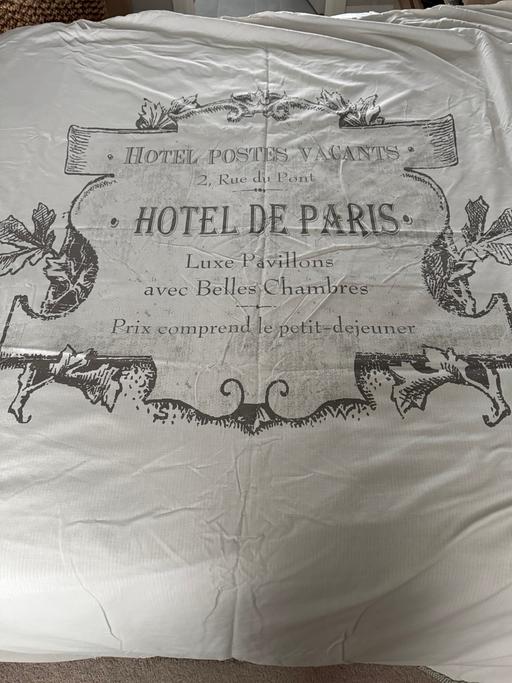 · HOTEL POSTES VACANTS ·
2, Rue du Pont
· HOTEL DE PARIS ·
Luxe Pavillons
avec Belles Chambres
Prix comprend le petit-dejeuner